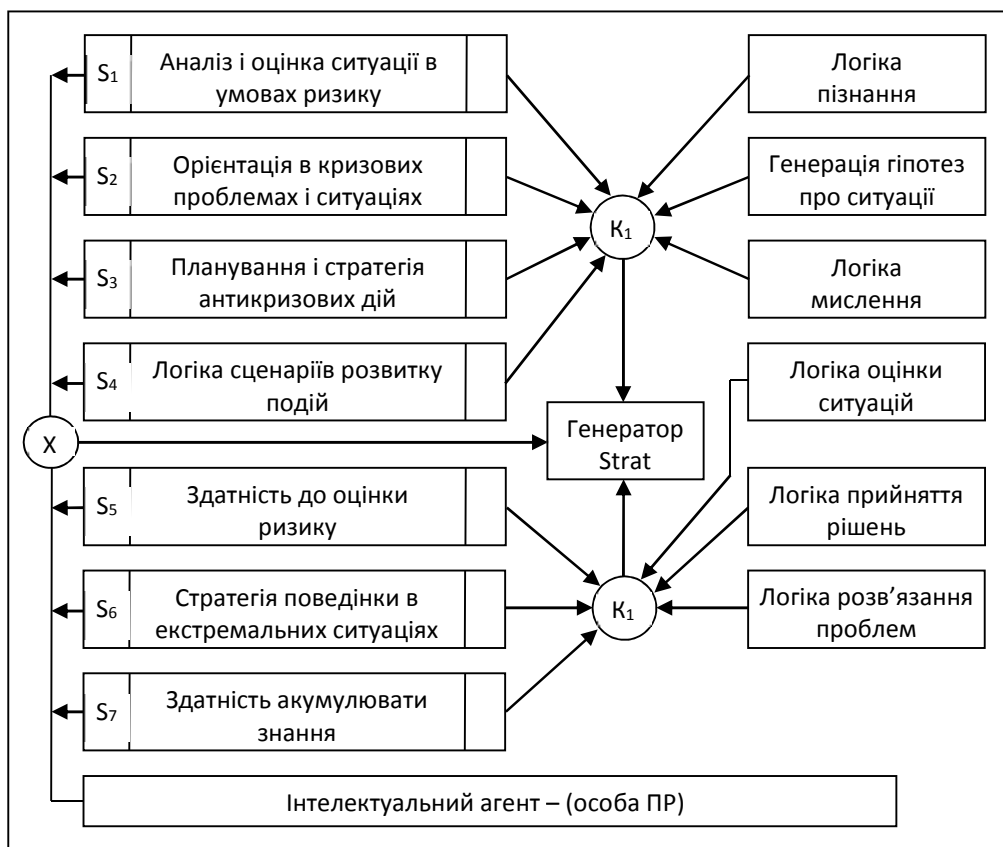 S1
Аналіз і оцінка ситуації в
умовах ризику
Логіка
пізнання
S2
Орієнтація в кризових
проблемах і ситуаціях
Генерація гіпотез
про ситуації
К1
S3
Планування і стратегія
антикризових дій
Логіка
мислення
S4
Логіка сценаріїв розвитку
подій
Логіка оцінки
ситуацій
Х
Генератор
Strat
S5
Здатність до оцінки
ризику
Логіка прийняття
рішень
S6
Стратегія поведінки в
екстремальних ситуаціях
К1
Логіка розв’язання
проблем
S7
Здатність акумулювати
знання
Інтелектуальний агент – (особа ПР)